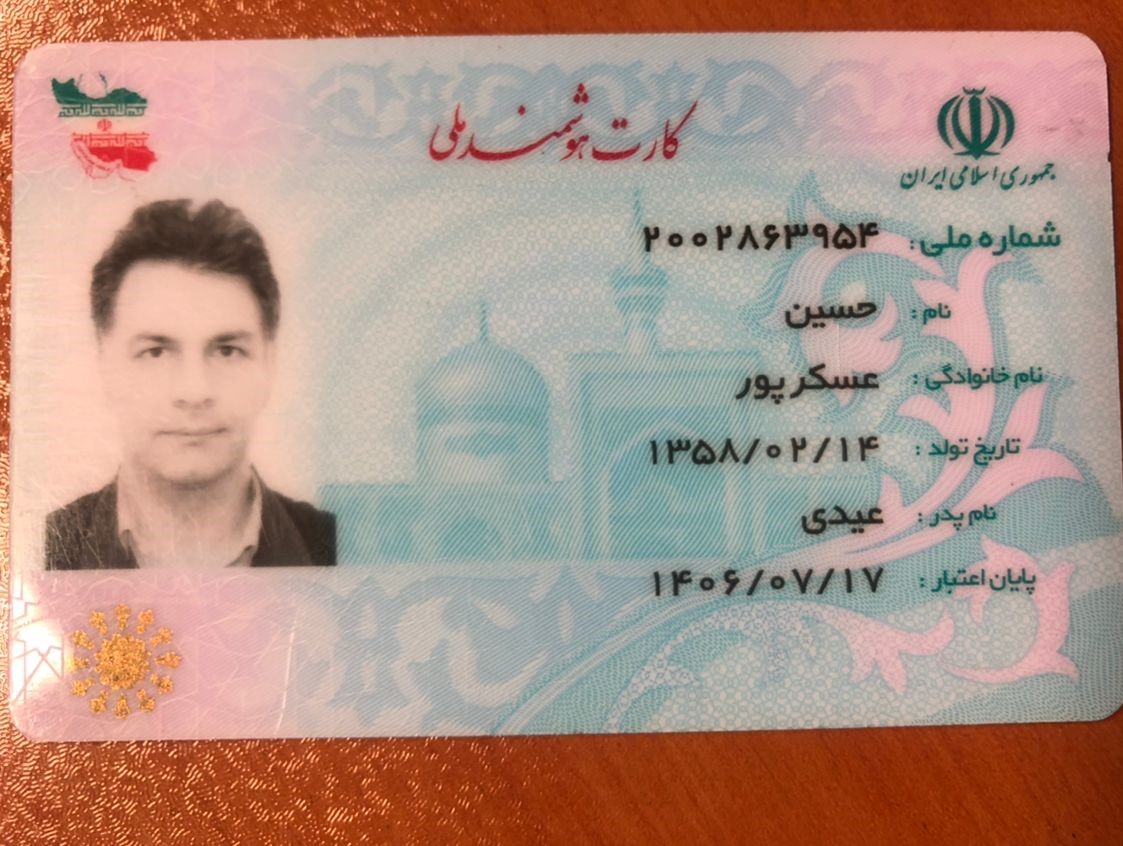 کارت هوشمند ملی
جمهوری اسلامی ایران
شماره ملی: ۲۰۰۲۸۶۳۹۵۴
نام: حسین
نام خانوادگی: عسکرپور
تاریخ تولد: ۱۳۵۸/۰۲/۱۴
نام پدر: عیدی
پایان اعتبار: ۱۴۰۶/۰۷/۱۷